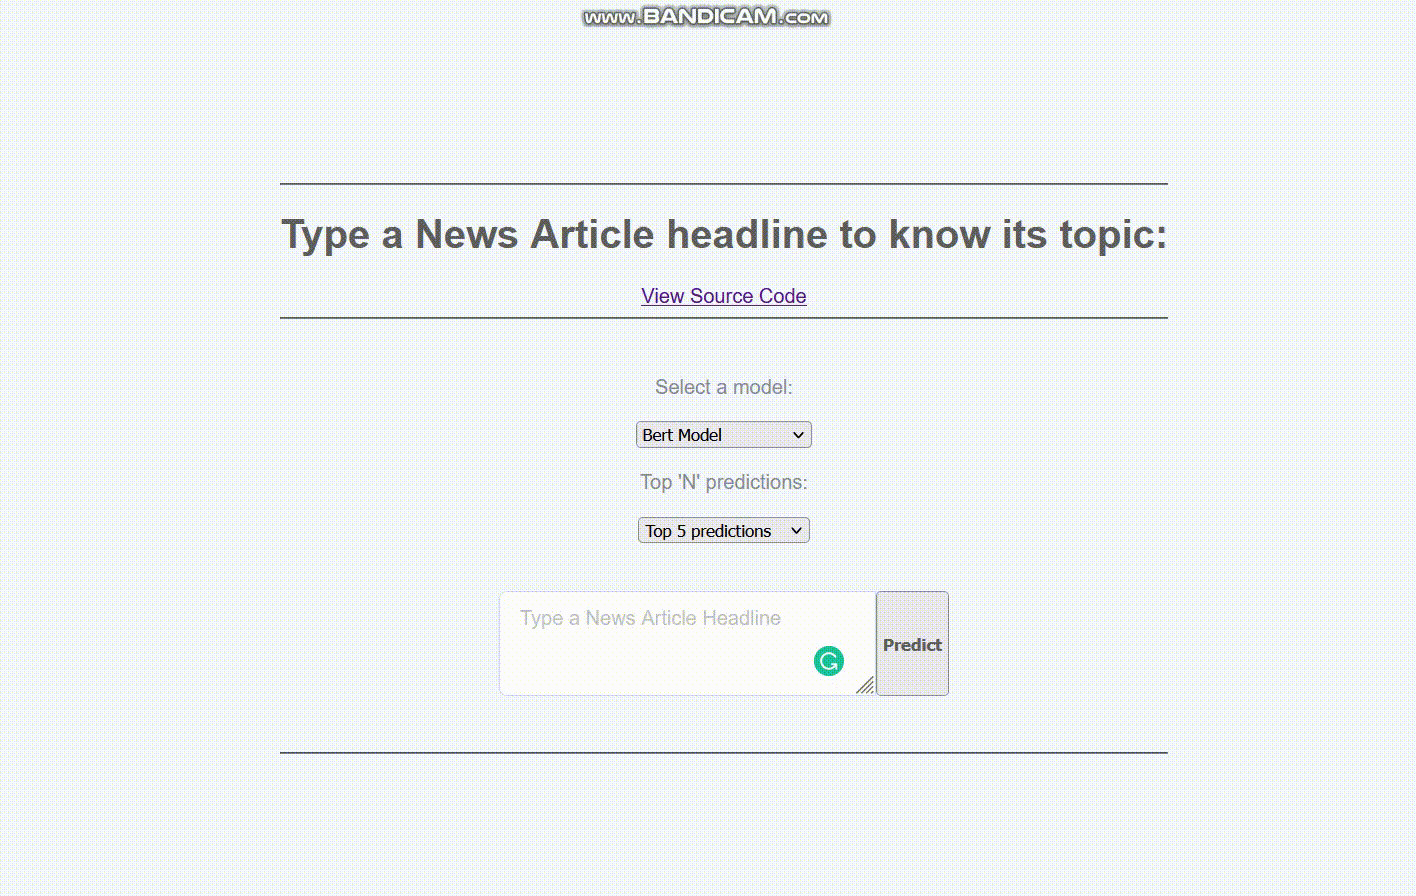 www.BANDICAM.com
Type a News Article headline to know its topic:
View Source Code
Select a model:
Bert Model
Top 'N' predictions:
Top 5 predictions
Type a News Article Headline
Predict